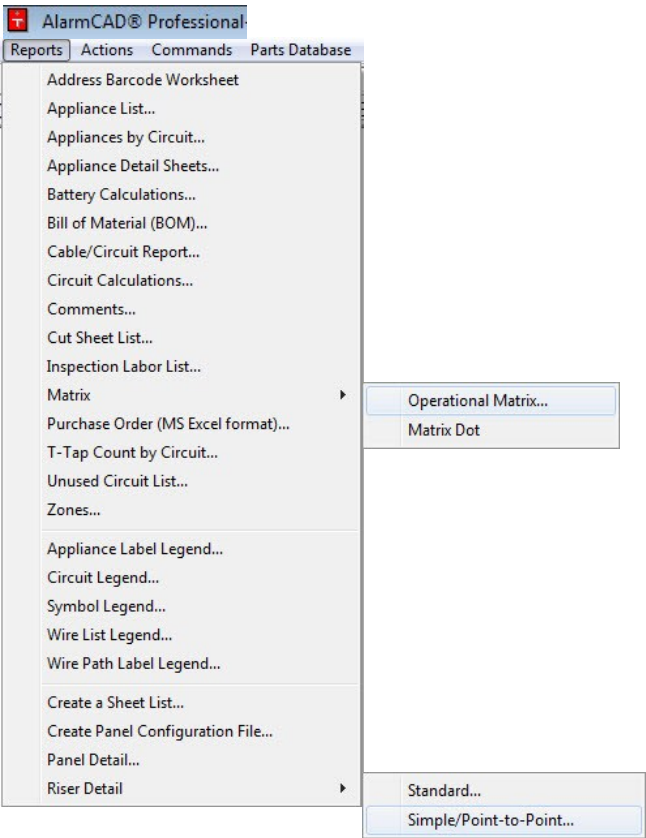 AlarmCAD® Professional-
Reports Actions Commands Parts Database
Address Barcode Worksheet
Appliance List...
Appliances by Circuit...
Appliance Detail Sheets...
Battery Calculations...
Bill of Material (BOM)...
Cable/Circuit Report...
Circuit Calculations...
Comments...
Cut Sheet List...
Inspection Labor List...
Matrix
Operational Matrix...
Matrix Dot
Purchase Order (MS Excel format)...
T-Tap Count by Circuit...
Unused Circuit List...
Zones...
Appliance Label Legend...
Circuit Legend...
Symbol Legend...
Wire List Legend...
Wire Path Label Legend...
Create a Sheet List...
Create Panel Configuration File...
Panel Detail...
Riser Detail
Standard...
Simple/Point-to-Point...